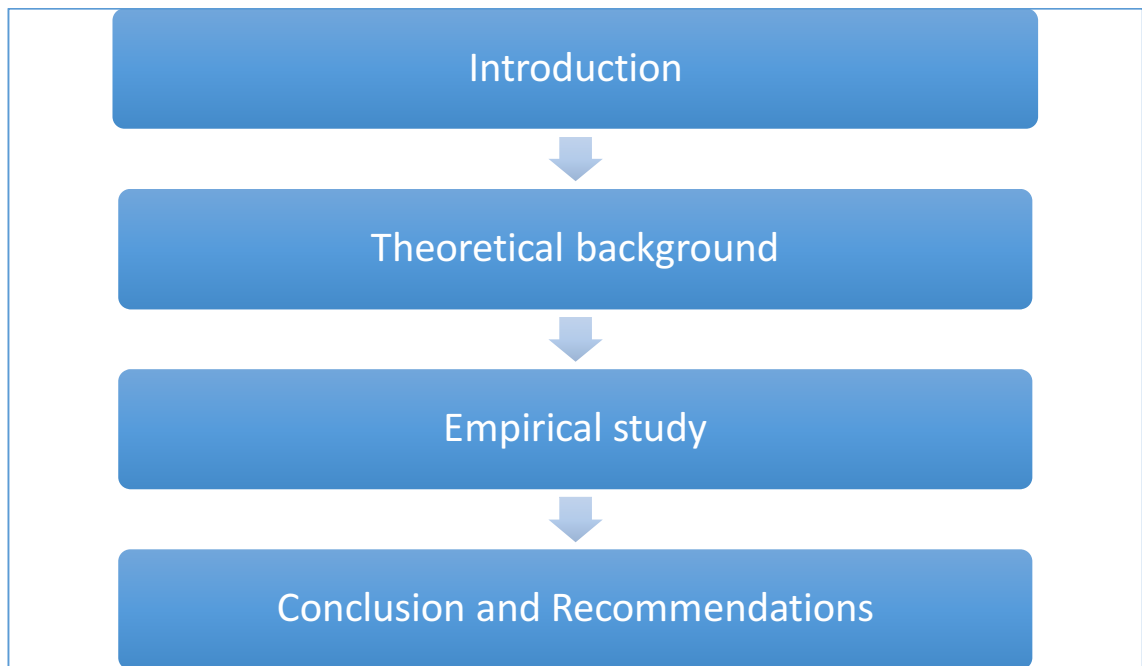 Introduction
Theoretical background
Empirical study
Conclusion and Recommendations